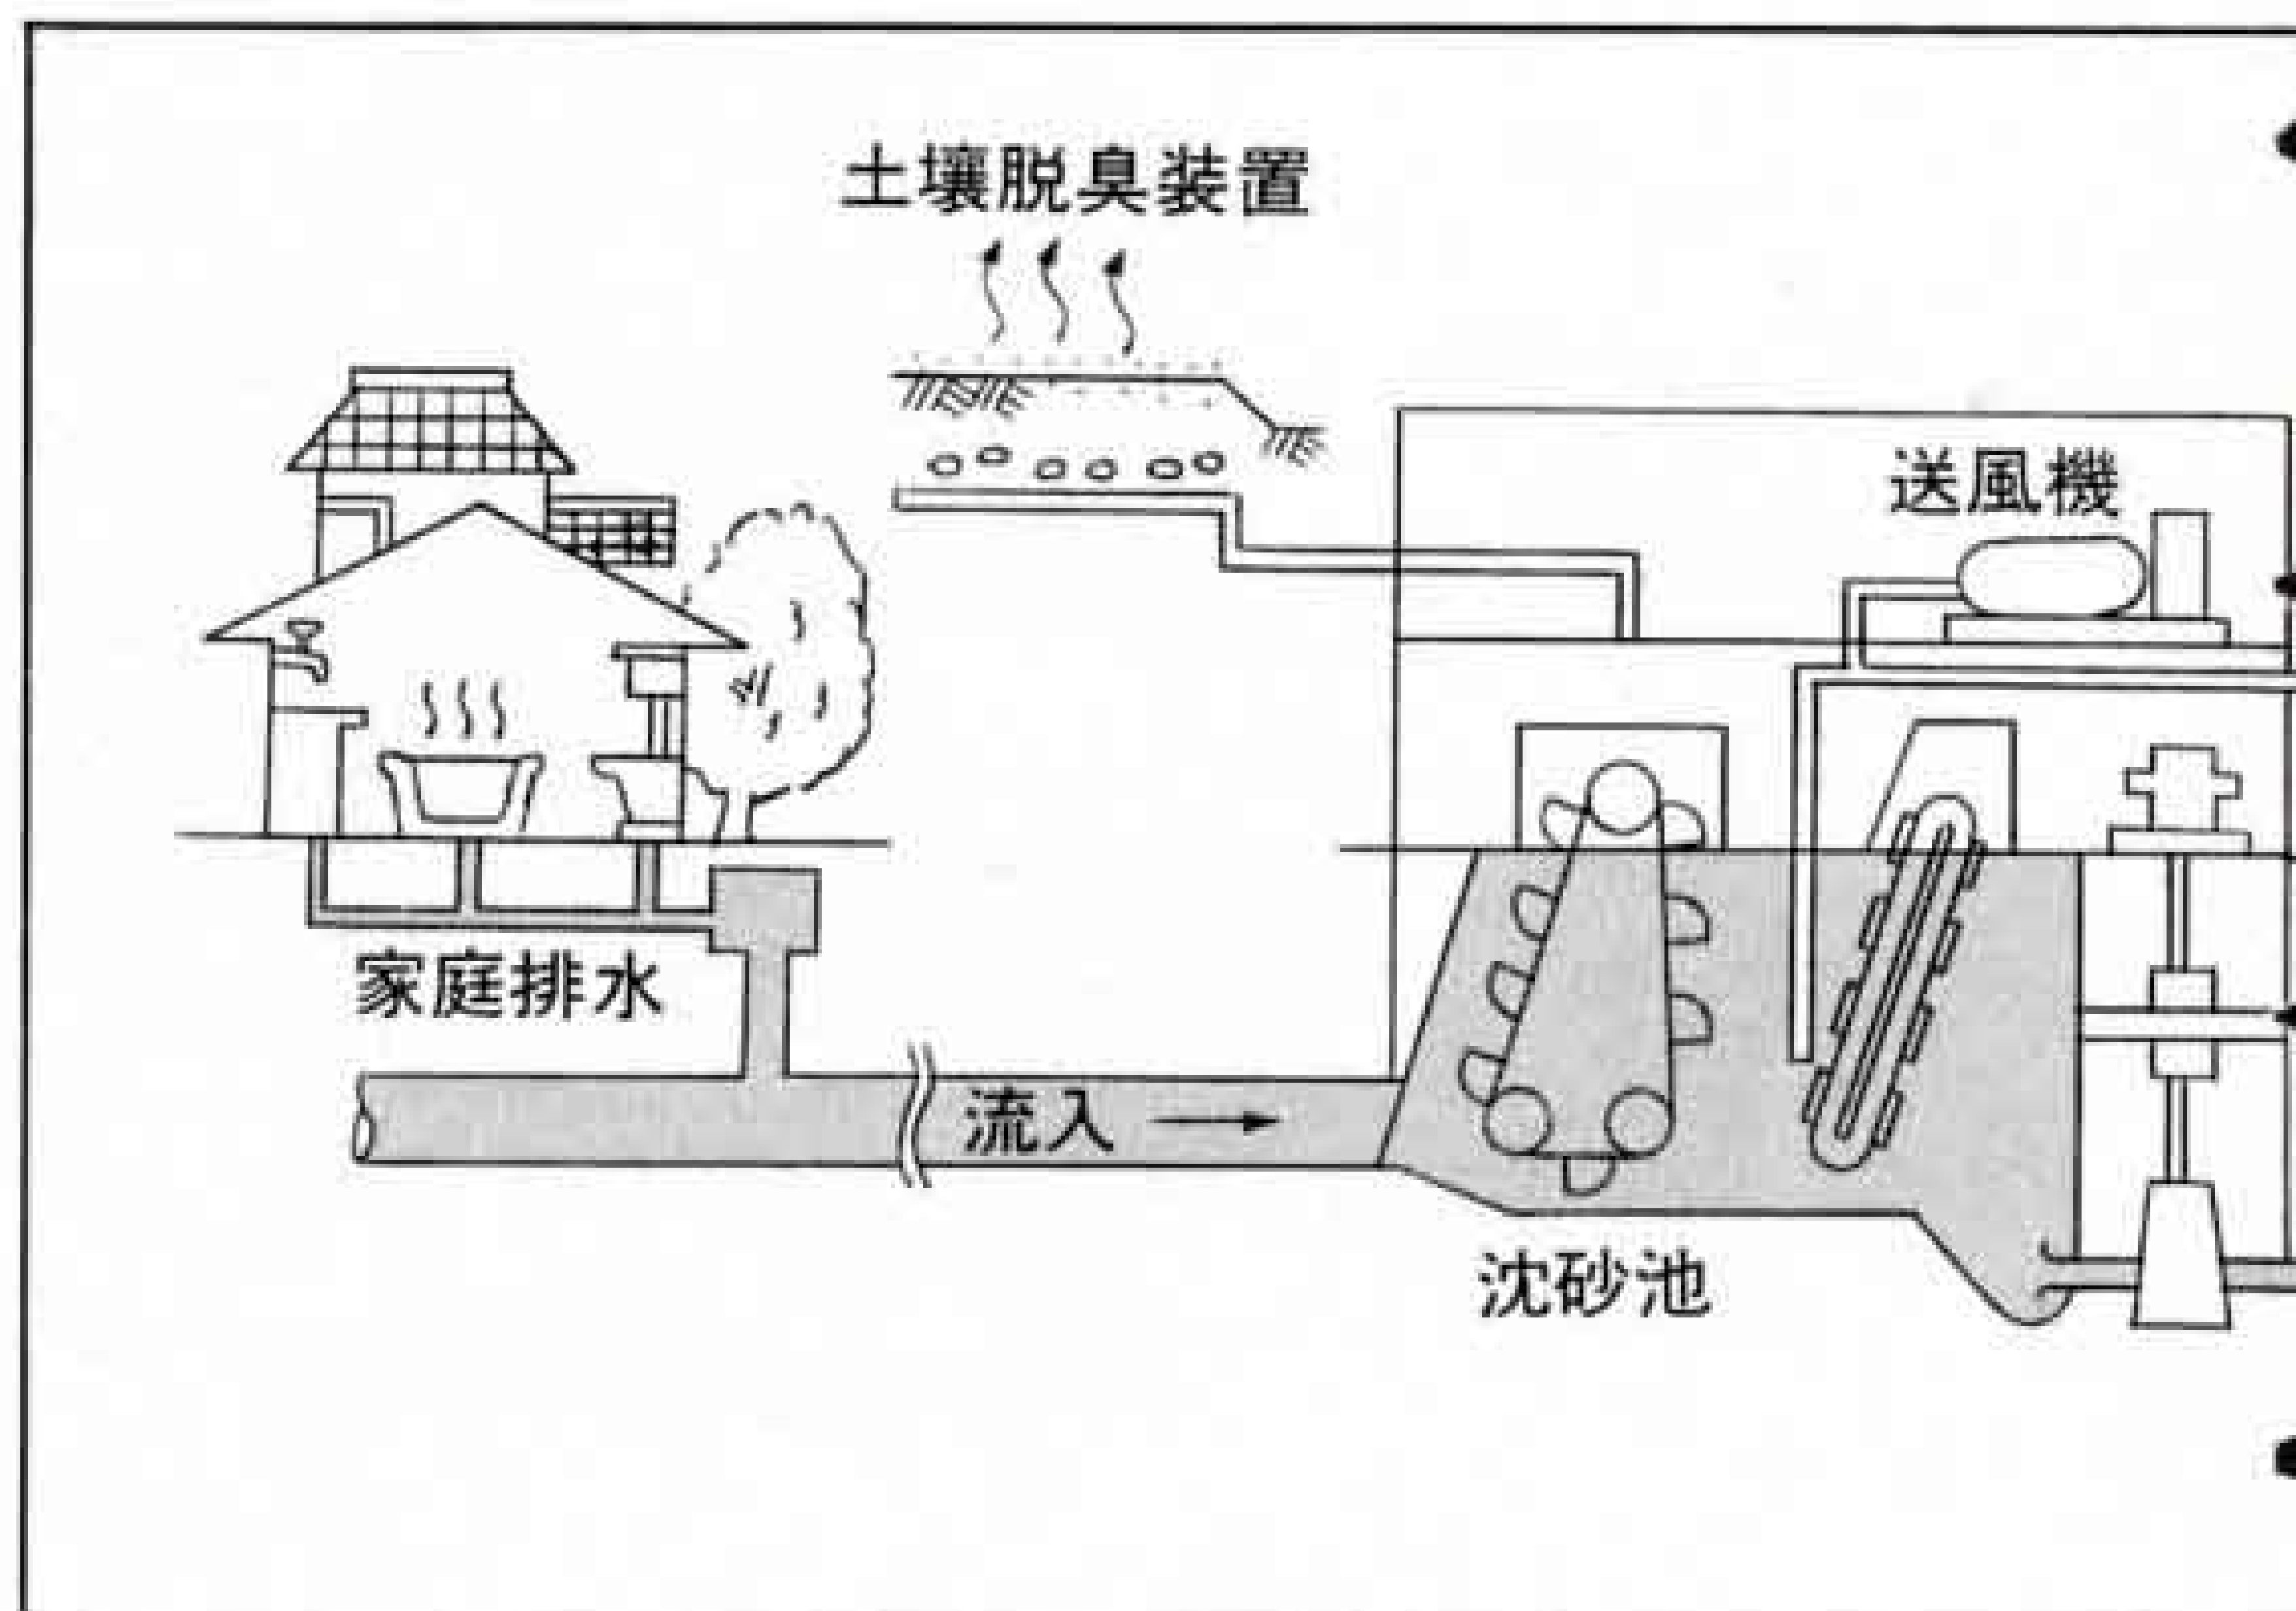 土壌脱臭装置
送風機
家庭排水
流入
沈砂池